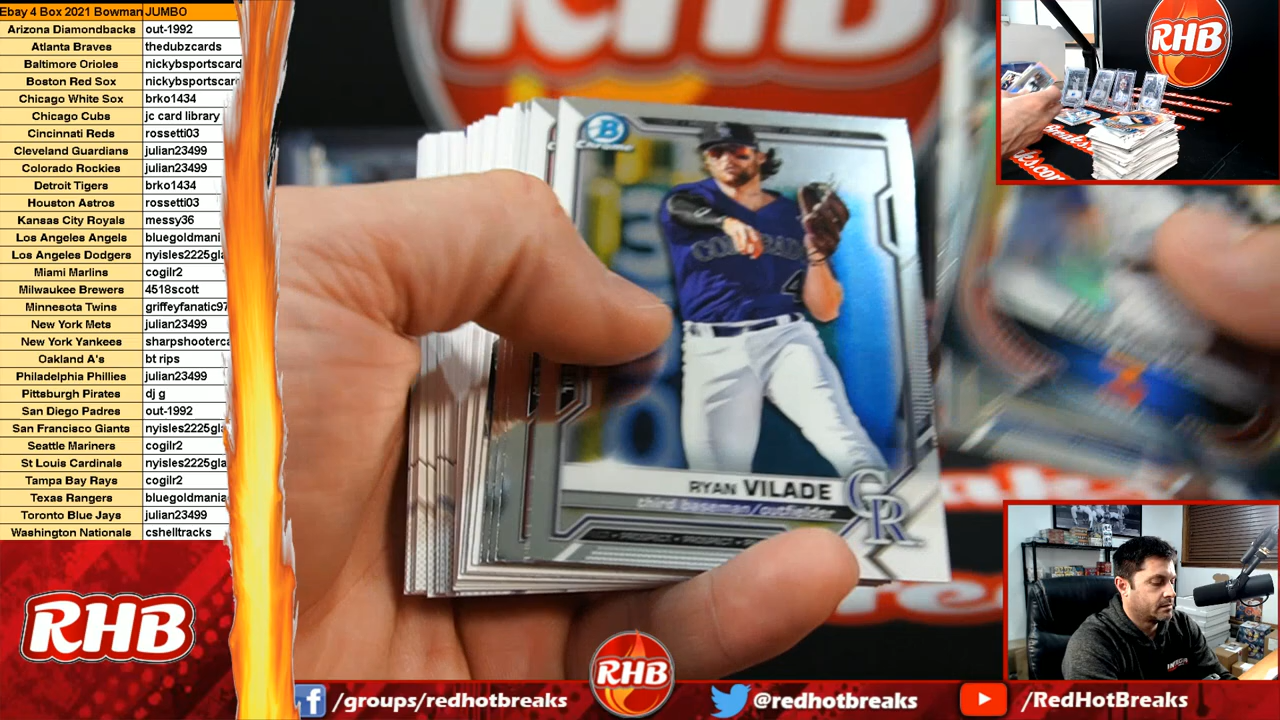 Ebay 4 Box 2021 Bowman JUMBO
Arizona Diamondbacks out-1992
Atlanta Braves thedubzcards
Baltimore Orioles nickybsportscard
Boston Red Sox nickybsportscard
Chicago White Sox brko1434
Chicago Cubs jc card library
Cincinnati Reds rossetti03
Cleveland Guardians julian23499
Colorado Rockies julian23499
Detroit Tigers brko1434
Houston Astros rossetti03
Kansas City Royals messy36
Los Angeles Angels bluegoldmani
Los Angeles Dodgers nyisles2225gla
Miami Marlins cogilr2
Milwaukee Brewers 4518scott
Minnesota Twins griffeyfanatic97
New York Mets julian23499
New York Yankees sharpshooterca
Oakland A's bt rips
Philadelphia Phillies julian23499
Pittsburgh Pirates dj g
San Diego Padres out-1992
San Francisco Giants nyisles2225gla
Seattle Mariners cogilr2
St Louis Cardinals nyisles2225gla
Tampa Bay Rays cogilr2
Texas Rangers bluegoldmania
Toronto Blue Jays julian23499
Washington Nationals cshelltracks
RHB
RHB
B
CHROME
COLORADO
4
RYAN VILADE
third baseman/outfielder
CR
RHB
RHB
/groups/redhotbreaks
@redhotbreaks
/RedHotBreaks